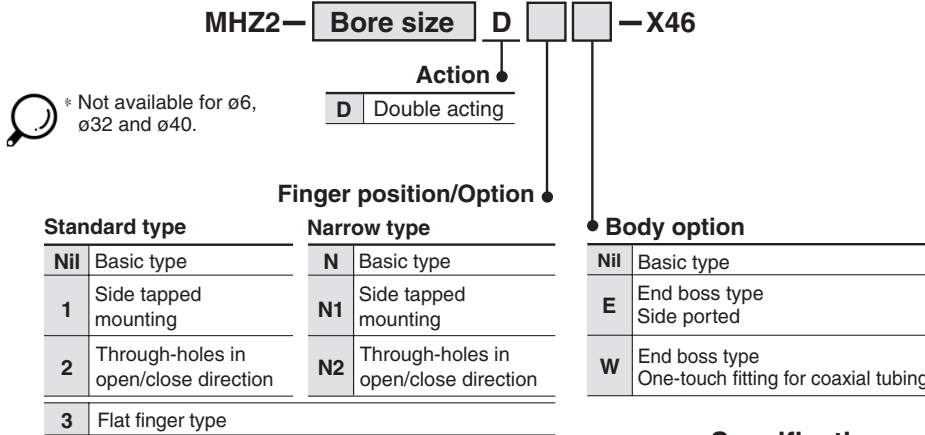 MHZ2— Bore size D —X46
Action
D Double acting
* Not available for ø6,
ø32 and ø40.
Finger position/Option
Standard type
Nil Basic type
1 Side tapped
mounting
2 Through-holes in
open/close direction
3 Flat finger type
Narrow type
N Basic type
N1 Side tapped
mounting
N2 Through-holes in
open/close direction
Body option
Nil Basic type
E End boss type
Side ported
W End boss type
One-touch fitting for coaxial tubing